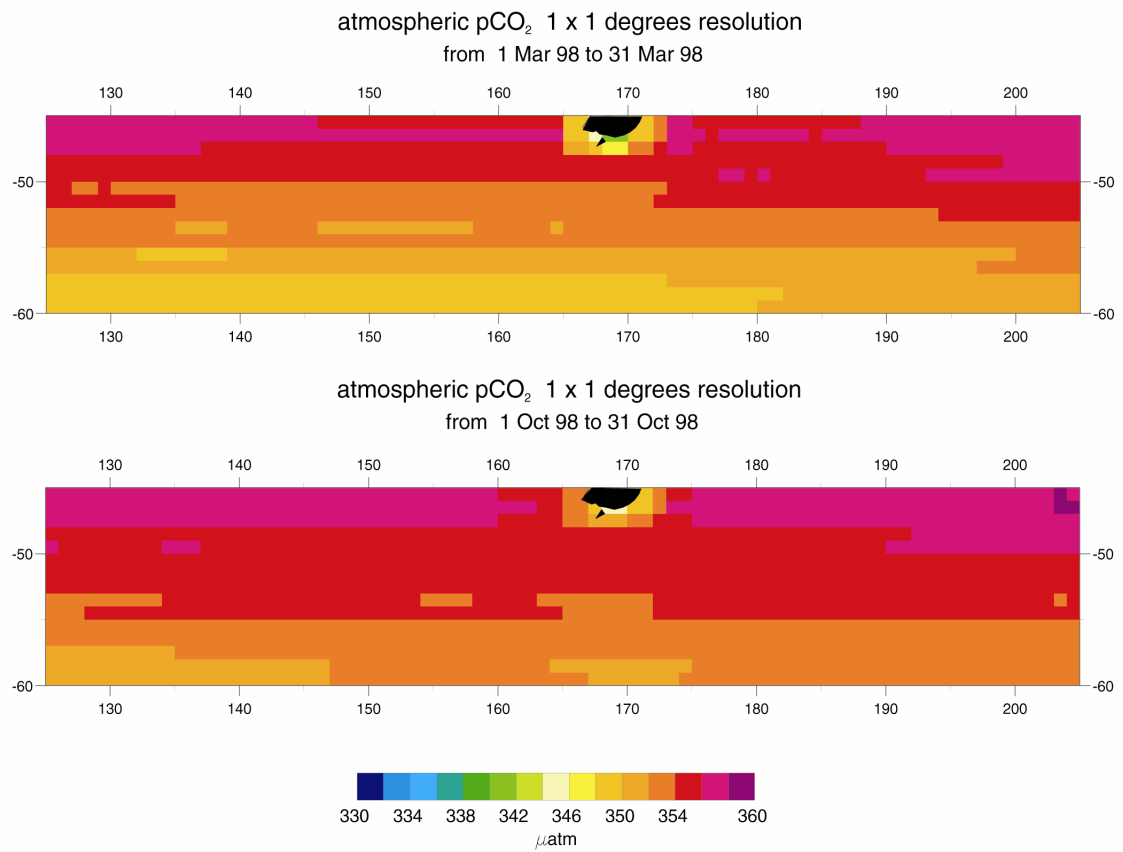 atmospheric pCO₂ 1 x 1 degrees resolution
from 1 Mar 98 to 31 Mar 98
130 140 150 160 170 180 190 200
-50 -50
-60 -60
130 140 150 160 170 180 190 200
atmospheric pCO₂ 1 x 1 degrees resolution
from 1 Oct 98 to 31 Oct 98
130 140 150 160 170 180 190 200
-50 -50
-60 -60
130 140 150 160 170 180 190 200
330 334 338 342 346 350 354 360
μatm